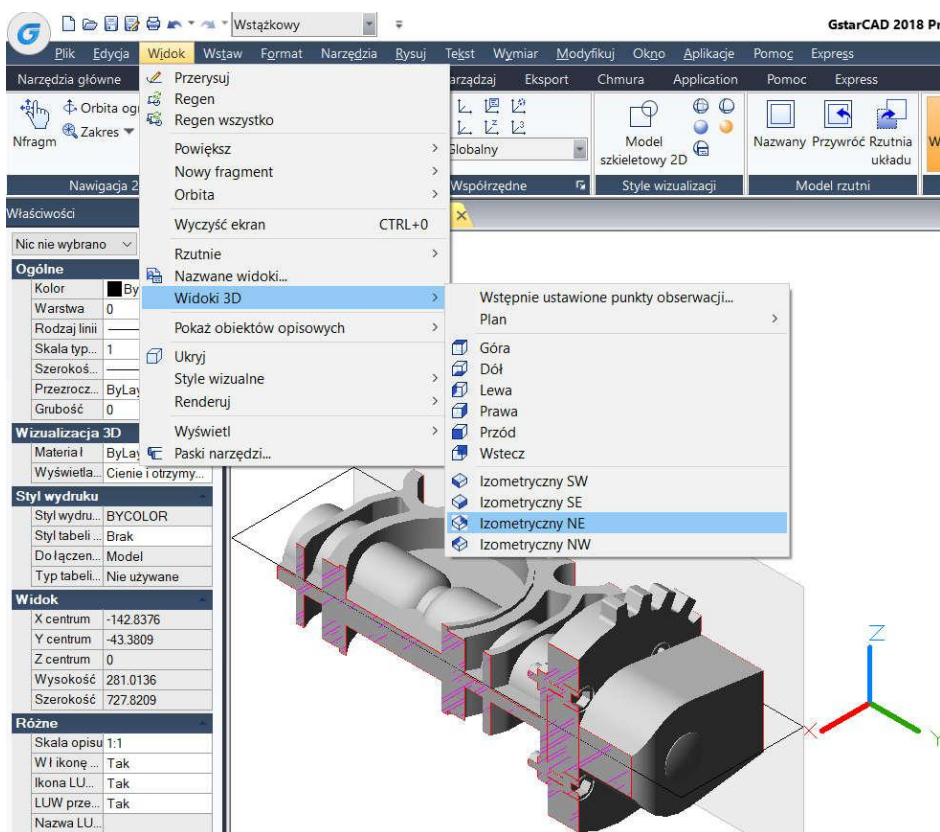 G
Wstążkowy
GstarCAD 2018 Pr
Plik Edycja Widok Wstaw Format Narzędzia Rysuj Tekst Wymiar Modyfikuj Okno Aplikacje Pomoc Express
Narzędzia główne
arządzaj Eksport Chmura Application Pomoc Express
Nfragm
Orbita ogr
Zakres
Nawigacja 2
Globalny
Współrzędne
Model
szkieletowy 2D
Style wizualizacji
Nazwany Przywróć Rzutnia
układu
Model rzutni
W
Przerysuj
Regen
Regen wszystko
Powiększ
Nowy fragment
Orbita
Wyczyść ekran CTRL+0
Rzutnie
Nazwane widoki...
Widoki 3D
Pokaż obiektów opisowych
Ukryj
Style wizualne
Renderuj
Wyświetl
Paski narzędzi...
Wstępnie ustawione punkty obserwacji...
Plan
Góra
Dół
Lewa
Prawa
Przód
Wstecz
Izometryczny SW
Izometryczny SE
Izometryczny NE
Izometryczny NW
Właściwości
Nic nie wybrano
Ogólne
Kolor By
Warstwa 0
Rodzaj linii
Skala typ... 1
Szerokoś...
Przezrocz... ByLay
Grubość 0
Wizualizacja 3D
Materiał ByLay
Wyświetla... Cienie i otrzymy...
Styl wydruku
Styl wydru... BYCOLOR
Styl tabeli ... Brak
Dołączen... Model
Typ tabeli... Nie używane
Widok
X centrum -142.8376
Y centrum -43.3809
Z centrum 0
Wysokość 281.0136
Szerokość 727.8209
Różne
Skala opisu 1:1
Wł ikonę ... Tak
Ikona LU... Tak
LUW prze... Tak
Nazwa LU...
Z
X
Y